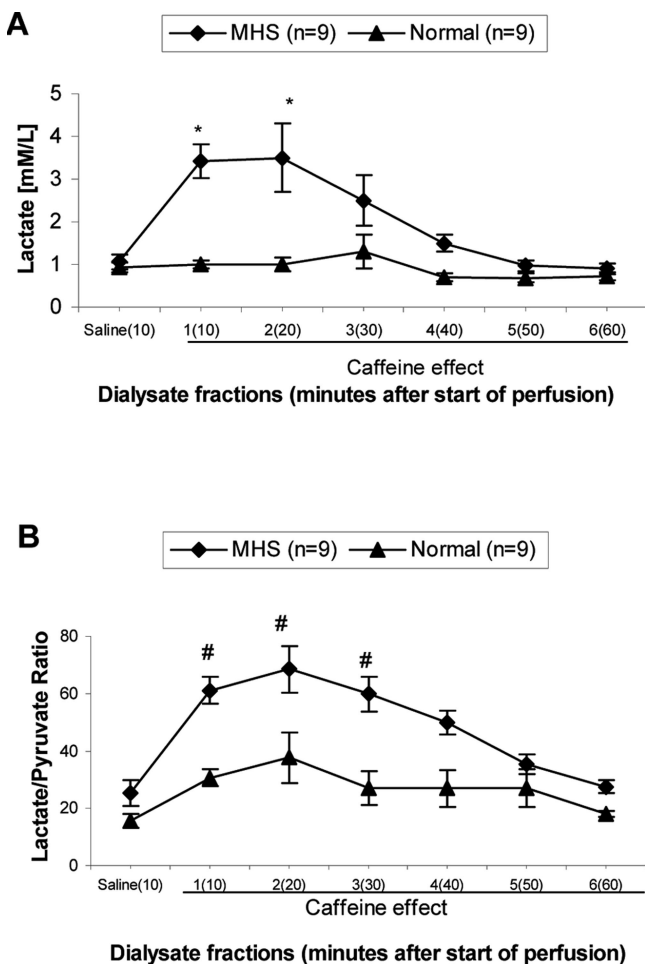 A
MHS (n=9) Normal (n=9)
Lactate [mM/L]
5
4
3
2
1
0
* *
Saline(10) 1(10) 2(20) 3(30) 4(40) 5(50) 6(60)
Caffeine effect
Dialysate fractions (minutes after start of perfusion)
B
MHS (n=9) Normal (n=9)
Lactate/Pyruvate Ratio
80
60
40
20
0
# # #
Saline(10) 1(10) 2(20) 3(30) 4(40) 5(50) 6(60)
Caffeine effect
Dialysate fractions (minutes after start of perfusion)